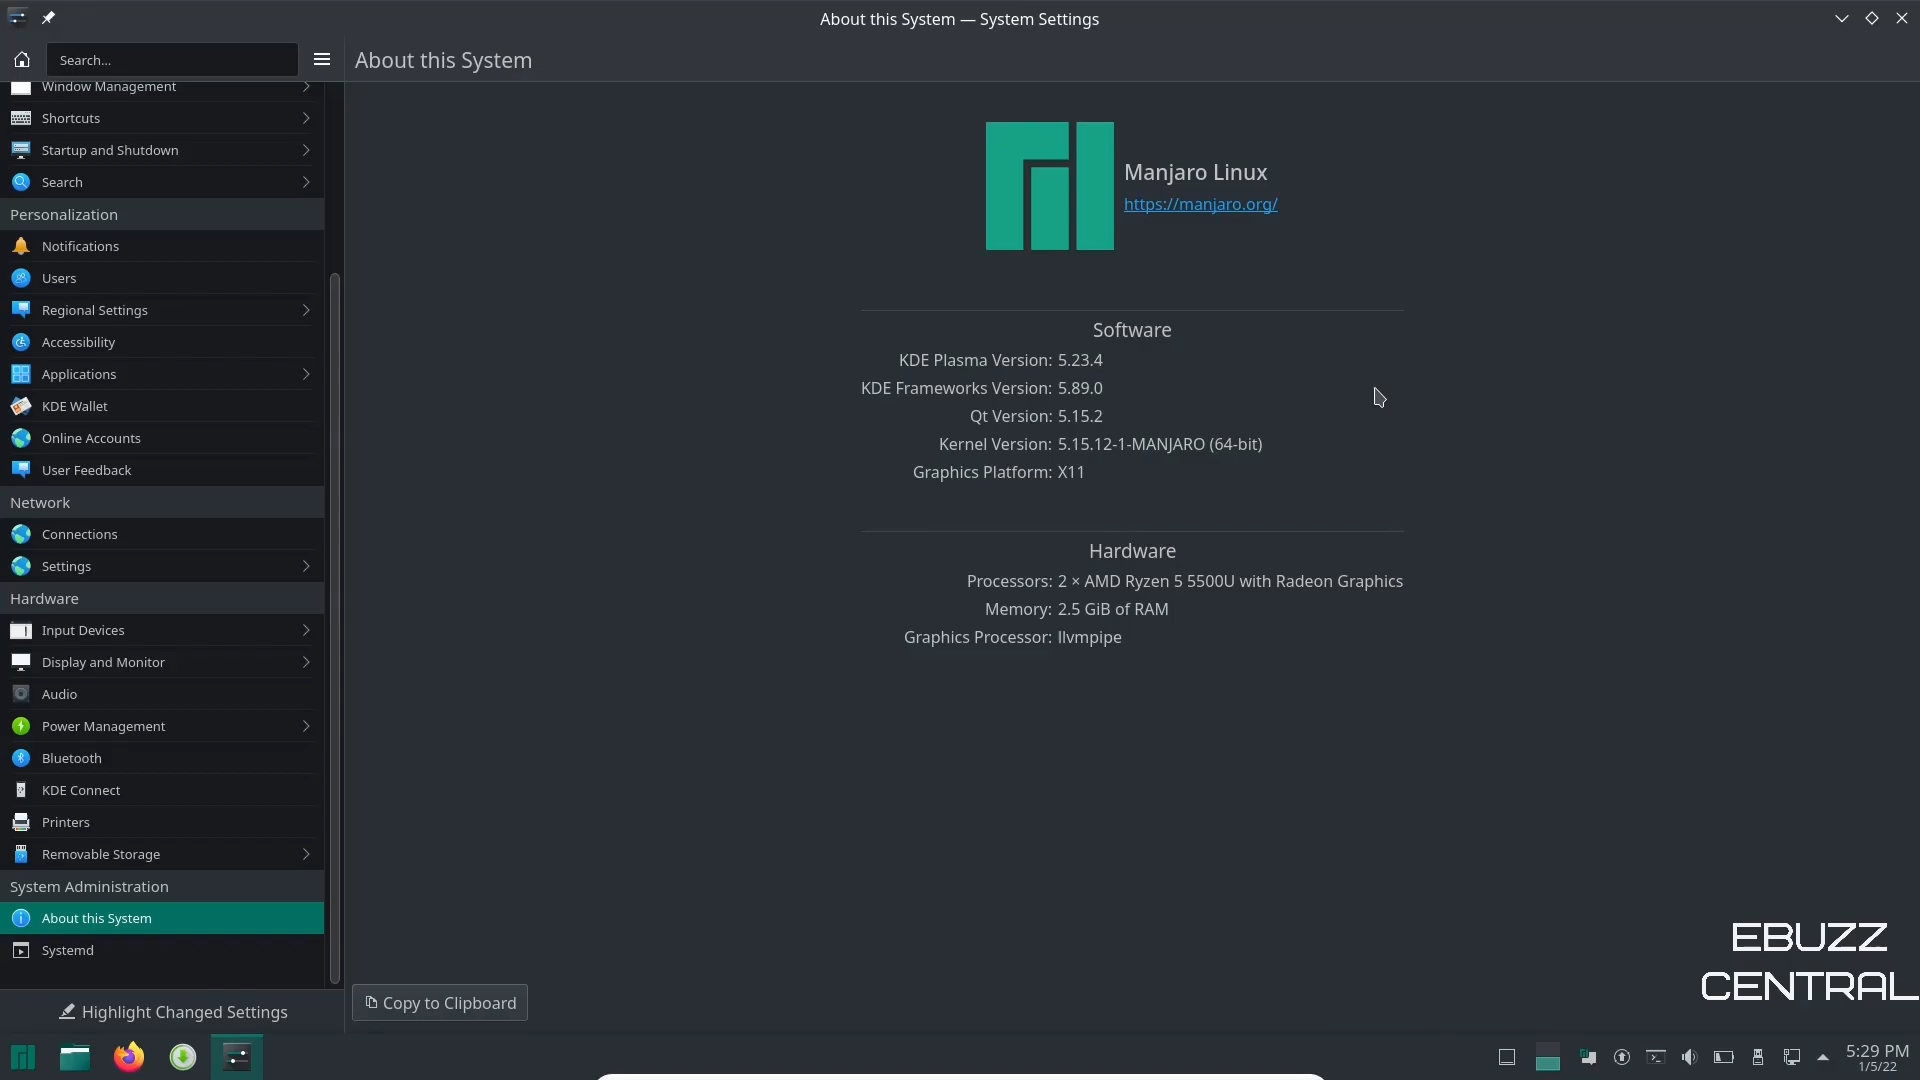 About this System — System Settings
Search...
About this System
Window Management
Shortcuts
Startup and Shutdown
Search
Personalization
Notifications
Users
Regional Settings
Accessibility
Applications
KDE Wallet
Online Accounts
User Feedback
Network
Connections
Settings
Hardware
Input Devices
Display and Monitor
Audio
Power Management
Bluetooth
KDE Connect
Printers
Removable Storage
System Administration
About this System
Systemd
Highlight Changed Settings
Manjaro Linux
https://manjaro.org/
Software
KDE Plasma Version: 5.23.4
KDE Frameworks Version: 5.89.0
Qt Version: 5.15.2
Kernel Version: 5.15.12-1-MANJARO (64-bit)
Graphics Platform: X11
Hardware
Processors: 2 × AMD Ryzen 5 5500U with Radeon Graphics
Memory: 2.5 GiB of RAM
Graphics Processor: llvmpipe
Copy to Clipboard
EBUZZ
CENTRAL
5:29 PM
1/5/22